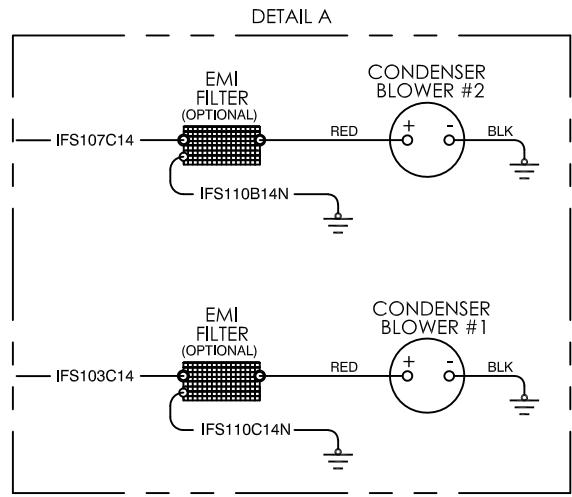 DETAIL A
EMI
FILTER
(OPTIONAL)
CONDENSER
BLOWER #2
IFS107C14
RED
+ -
BLK
IFS110B14N
EMI
FILTER
(OPTIONAL)
CONDENSER
BLOWER #1
IFS103C14
RED
+ -
BLK
IFS110C14N